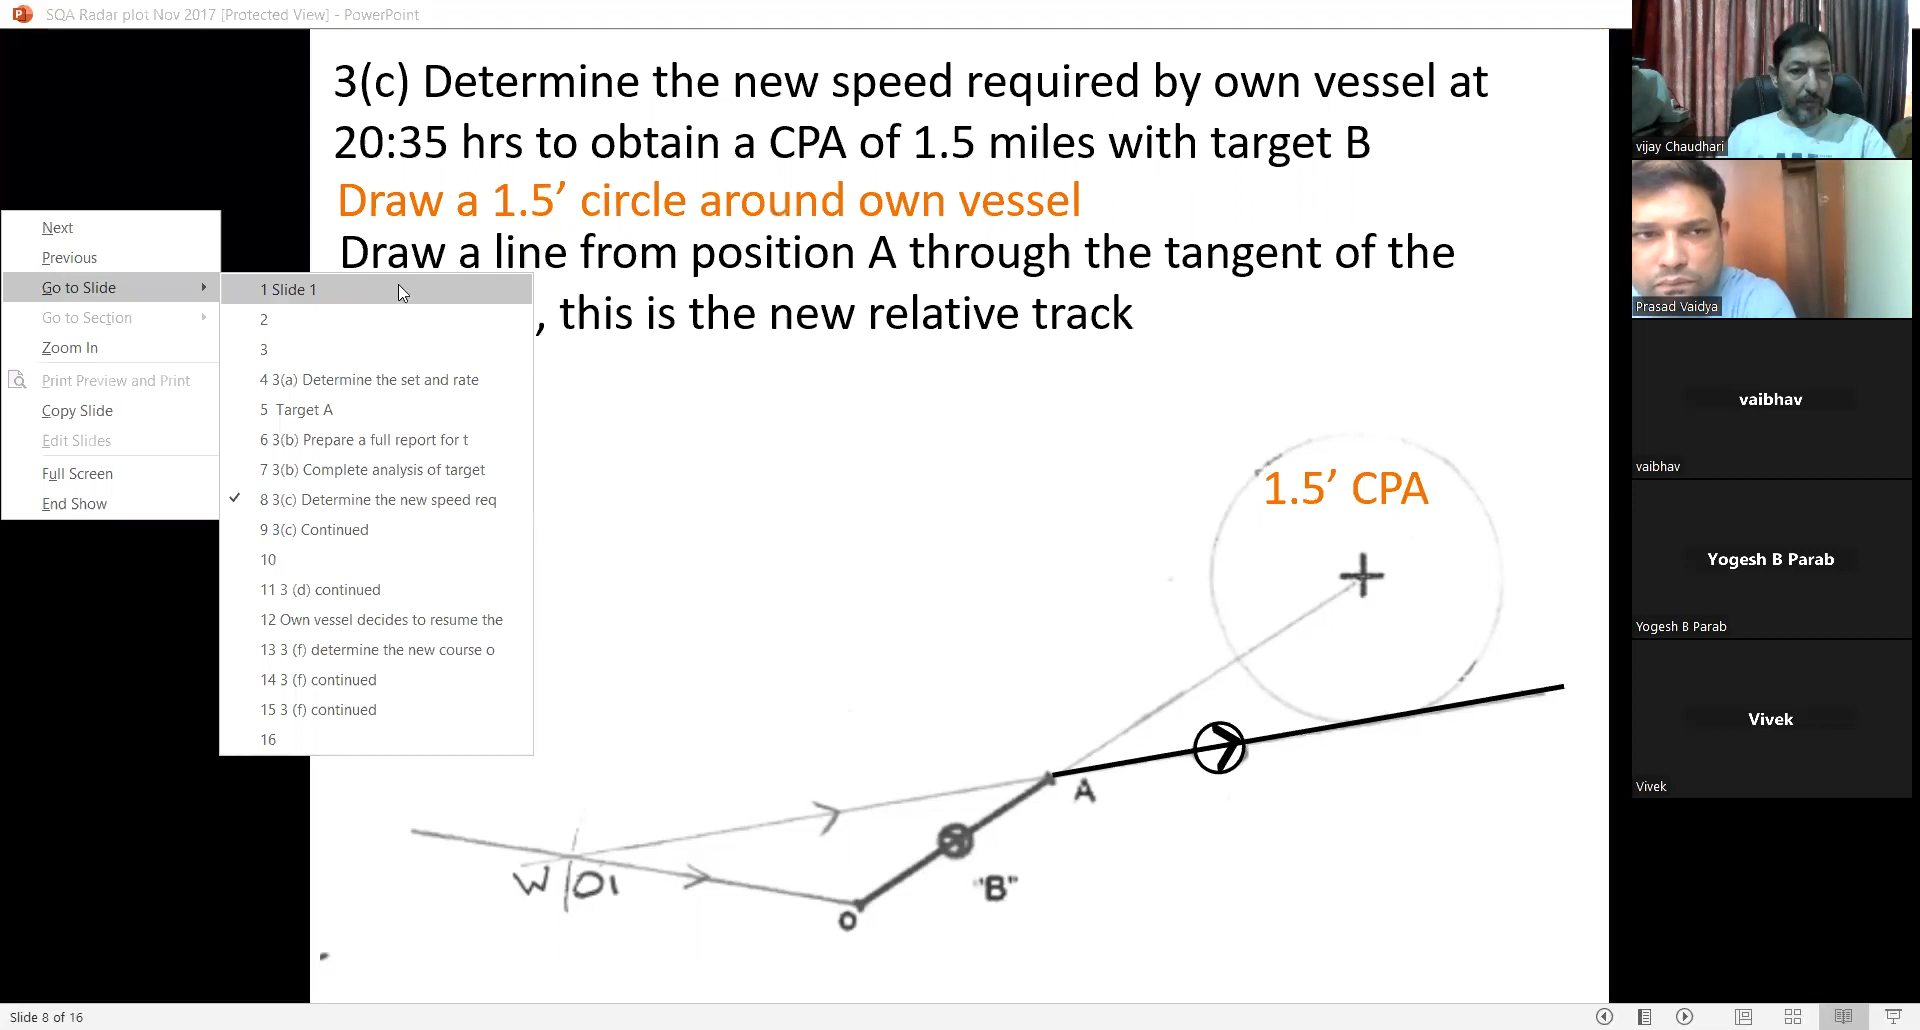 SQA Radar plot Nov 2017 [Protected View] - PowerPoint
3(c) Determine the new speed required by own vessel at
20:35 hrs to obtain a CPA of 1.5 miles with target B
Draw a 1.5’ circle around own vessel
Draw a line from position A through the tangent of the
, this is the new relative track
Next
Previous
Go to Slide
Go to Section
Zoom In
Print Preview and Print
Copy Slide
Edit Slides
Full Screen
End Show
1 Slide 1
2
3
4 3(a) Determine the set and rate
5 Target A
6 3(b) Prepare a full report for t
7 3(b) Complete analysis of target
8 3(c) Determine the new speed req
9 3(c) Continued
10
11 3 (d) continued
12 Own vessel decides to resume the
13 3 (f) determine the new course o
14 3 (f) continued
15 3 (f) continued
16
1.5’ CPA
A
W/O1
"B"
O
vijay Chaudhari
Prasad Vaidya
vaibhav
vaibhav
Yogesh B Parab
Yogesh B Parab
Vivek
Vivek
Slide 8 of 16